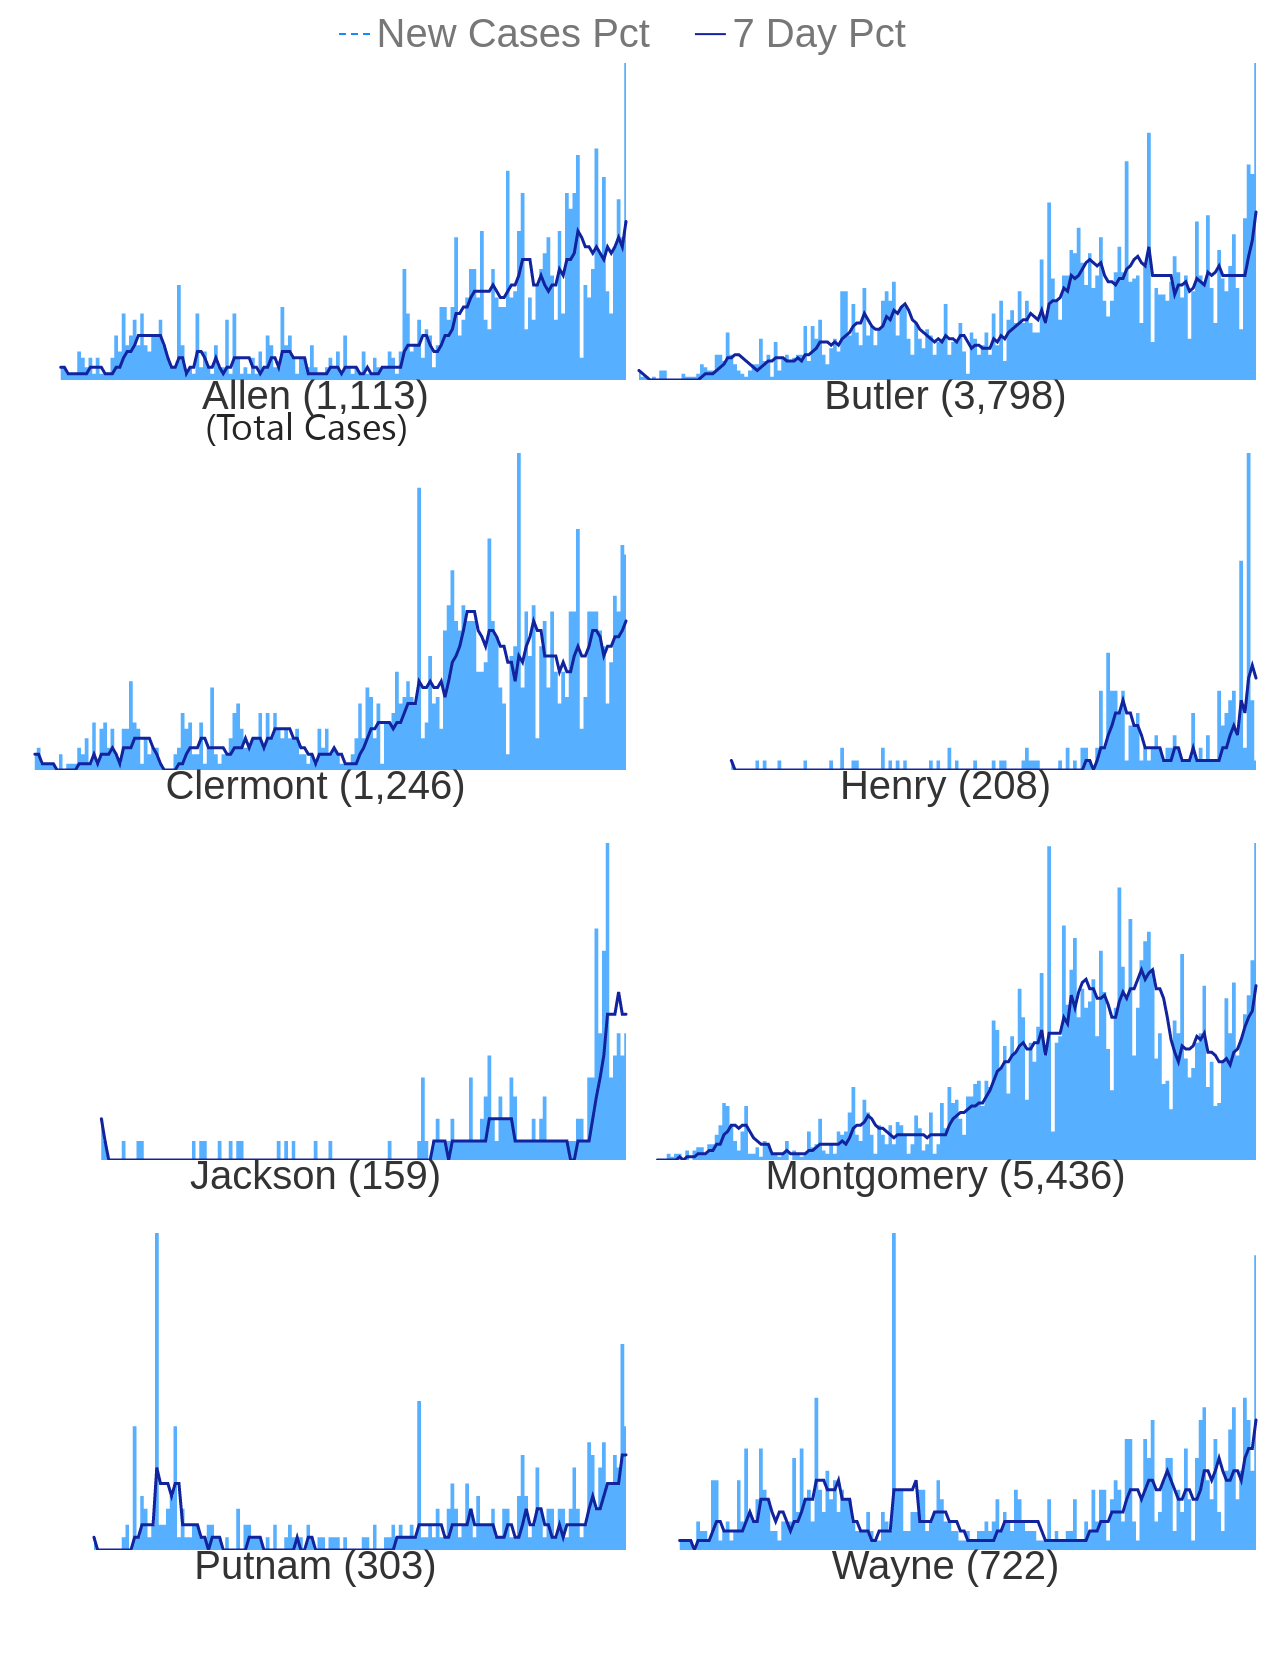 New Cases Pct 7 Day Pct
Allen (1,113) Butler (3,798)
(Total Cases)
Clermont (1,246) Henry (208)
Jackson (159) Montgomery (5,436)
Putnam (303) Wayne (722)